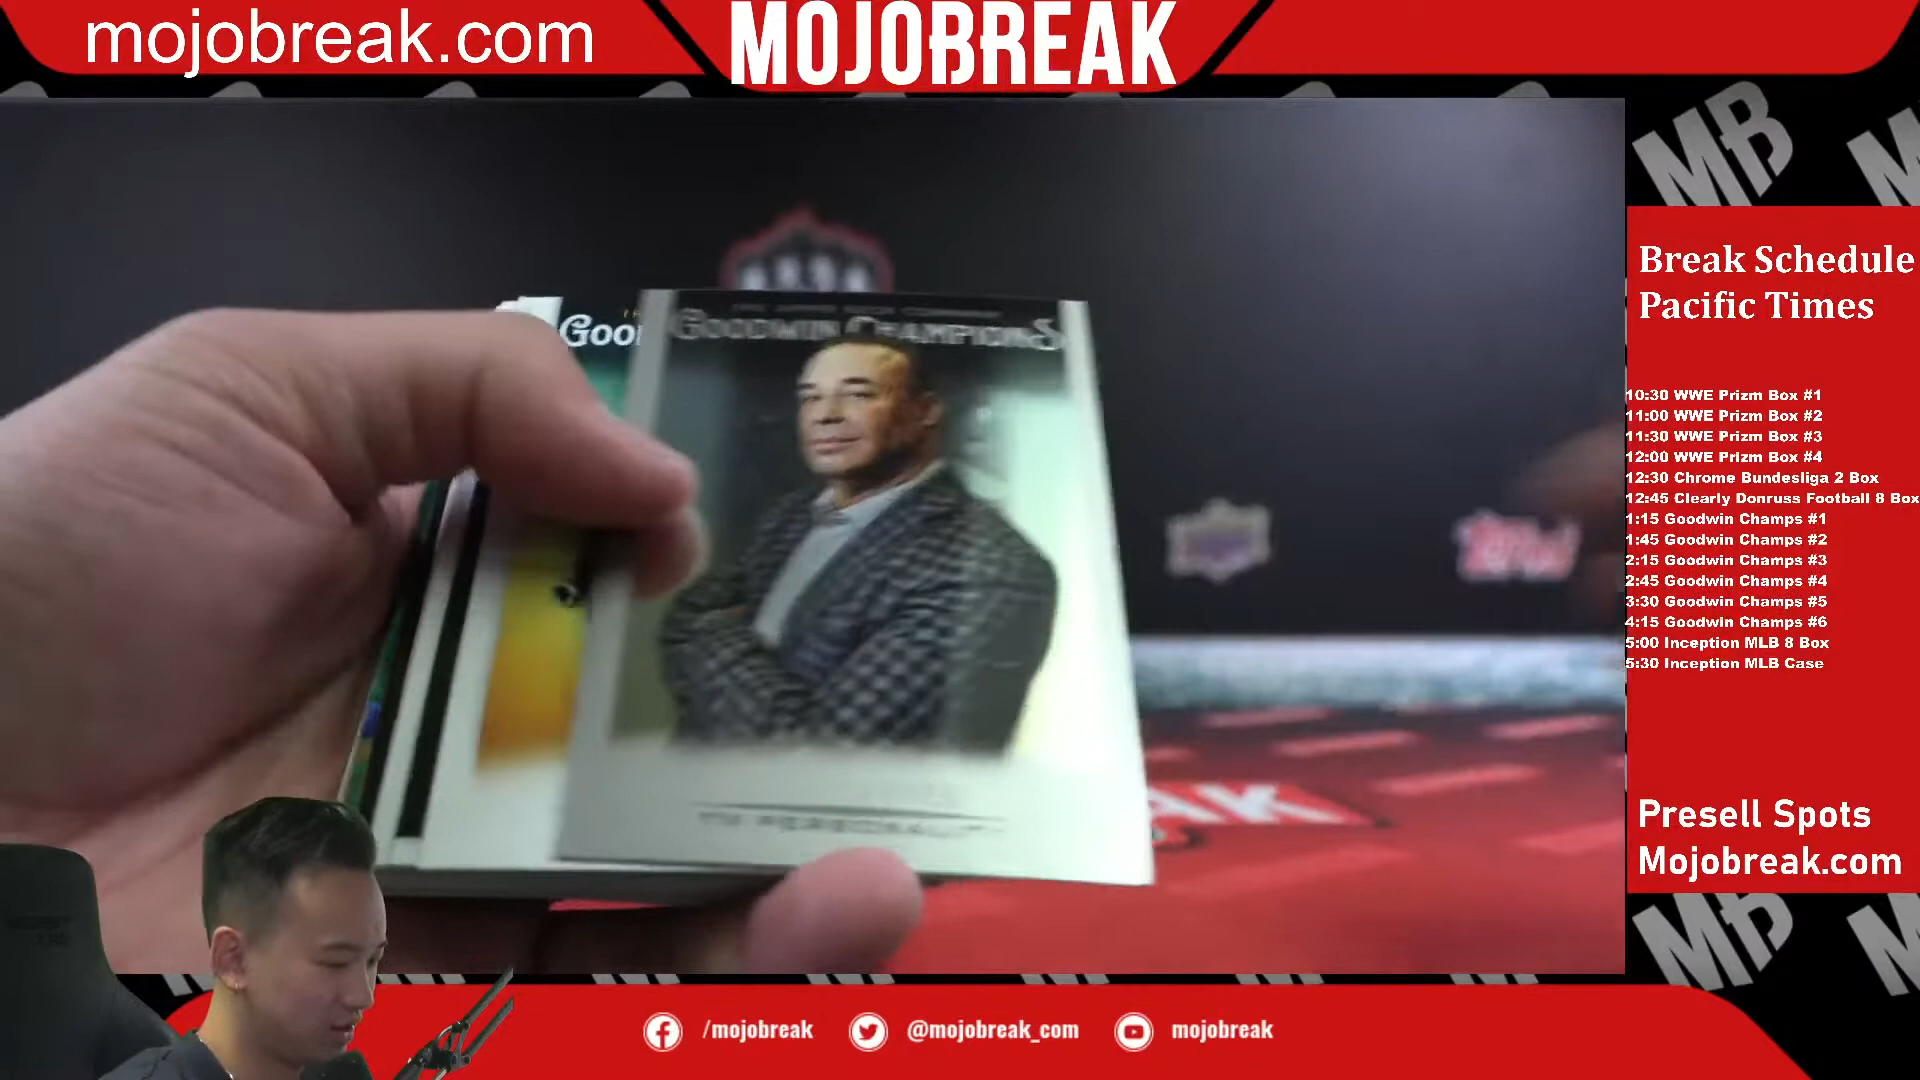 mojobreak.com
MOJOBREAK
MB
Break Schedule
Pacific Times
10:30 WWE Prizm Box #1
11:00 WWE Prizm Box #2
11:30 WWE Prizm Box #3
12:00 WWE Prizm Box #4
12:30 Chrome Bundesliga 2 Box
12:45 Clearly Donruss Football 8 Box
1:15 Goodwin Champs #1
1:45 Goodwin Champs #2
2:15 Goodwin Champs #3
2:45 Goodwin Champs #4
3:30 Goodwin Champs #5
4:15 Goodwin Champs #6
5:00 Inception MLB 8 Box
5:30 Inception MLB Case
Presell Spots
Mojobreak.com
GOO
GOODWIN CHAMPIONS
TV PERSONALITY
AK
MB
/mojobreak
@mojobreak_com
mojobreak